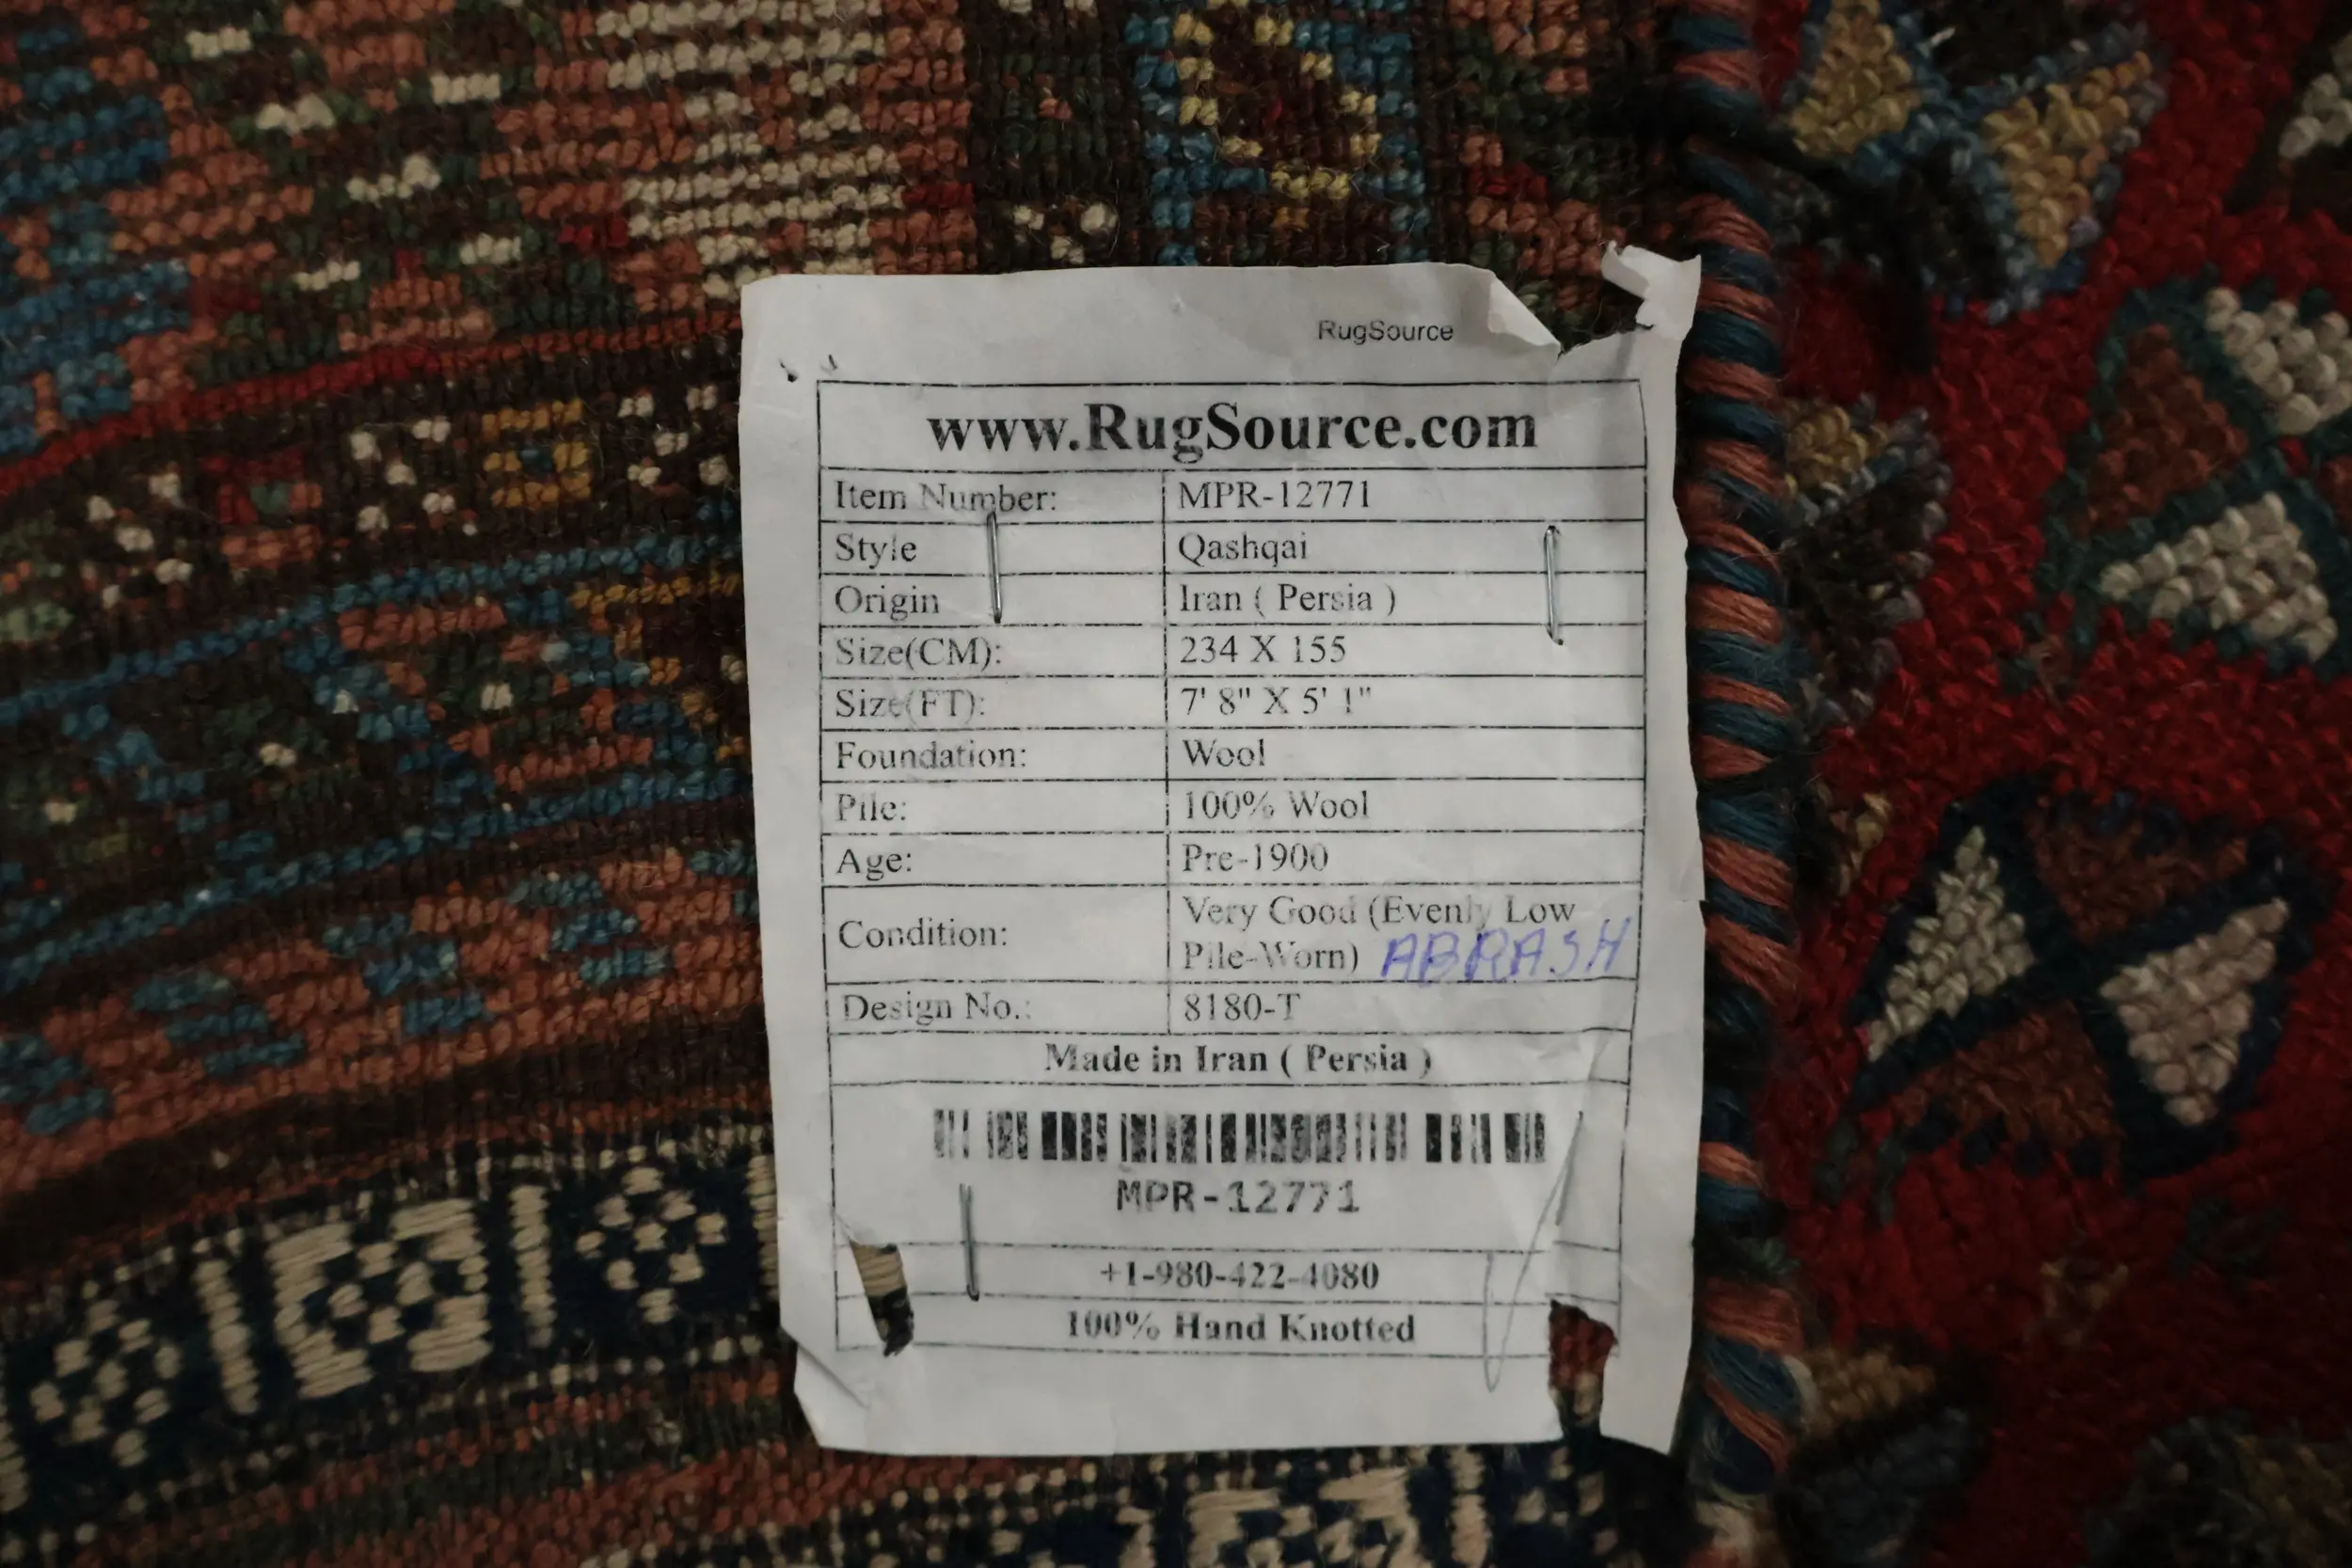 RugSource
www.RugSource.com
Item Number: MPR-12771
Style Qashqai
Origin Iran ( Persia )
Size(CM): 234 X 155
Size(FT): 7' 8" X 5' 1"
Foundation: Wool
Pile: 100% Wool
Age: Pre-1900
Condition: Very Good (Evenly Low
Pile-Worn) ABRASH
Design No.: 8180-T
Made in Iran ( Persia )
MPR-12771
+1-980-422-4080
100% Hand Knotted